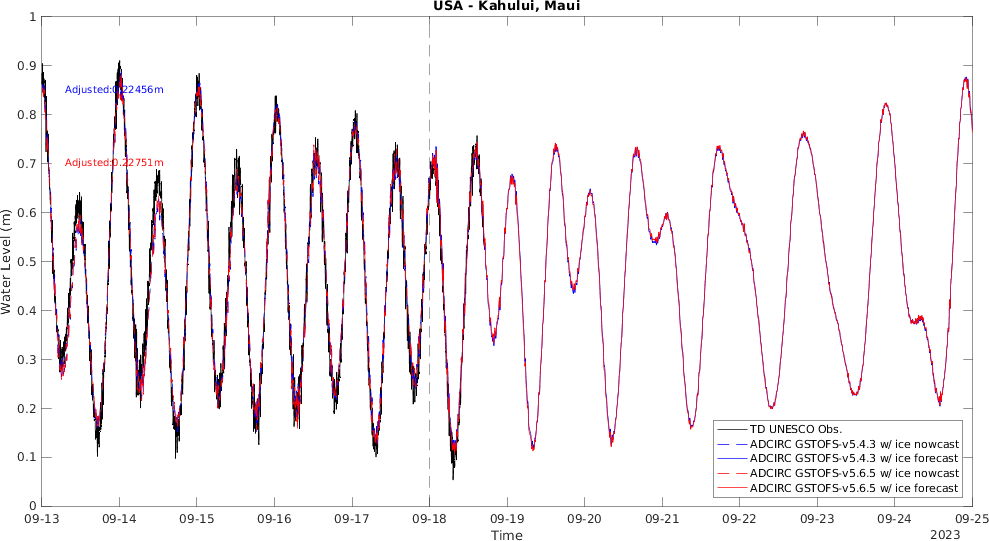 USA - Kahului, Maui
Water Level (m)
1
0.9
0.8
0.7
0.6
0.5
0.4
0.3
0.2
0.1
0
Adjusted:0.22456m
Adjusted:0.22751m
TD UNESCO Obs.
ADCIRC GSTOFS-v5.4.3 w/ ice nowcast
ADCIRC GSTOFS-v5.4.3 w/ ice forecast
ADCIRC GSTOFS-v5.6.5 w/ ice nowcast
ADCIRC GSTOFS-v5.6.5 w/ ice forecast
09-13 09-14 09-15 09-16 09-17 09-18 09-19 09-20 09-21 09-22 09-23 09-24 09-25
Time
2023